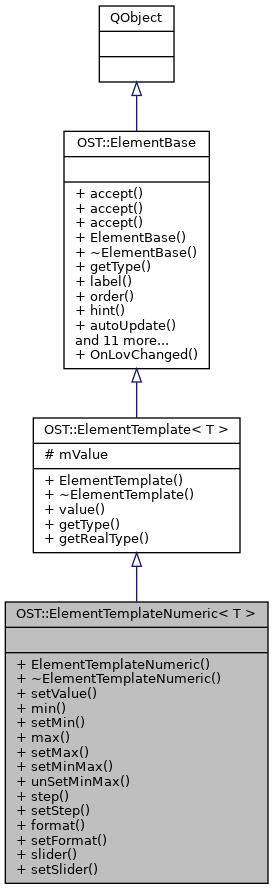 QObject
OST::ElementBase
+ accept()
+ accept()
+ accept()
+ ElementBase()
+ ~ElementBase()
+ getType()
+ label()
+ order()
+ hint()
+ autoUpdate()
and 11 more...
+ OnLovChanged()
OST::ElementTemplate< T >
# mValue
+ ElementTemplate()
+ ~ElementTemplate()
+ value()
+ getType()
+ getRealType()
OST::ElementTemplateNumeric< T >
+ ElementTemplateNumeric()
+ ~ElementTemplateNumeric()
+ setValue()
+ min()
+ setMin()
+ max()
+ setMax()
+ setMinMax()
+ unSetMinMax()
+ step()
+ setStep()
+ format()
+ setFormat()
+ slider()
+ setSlider()